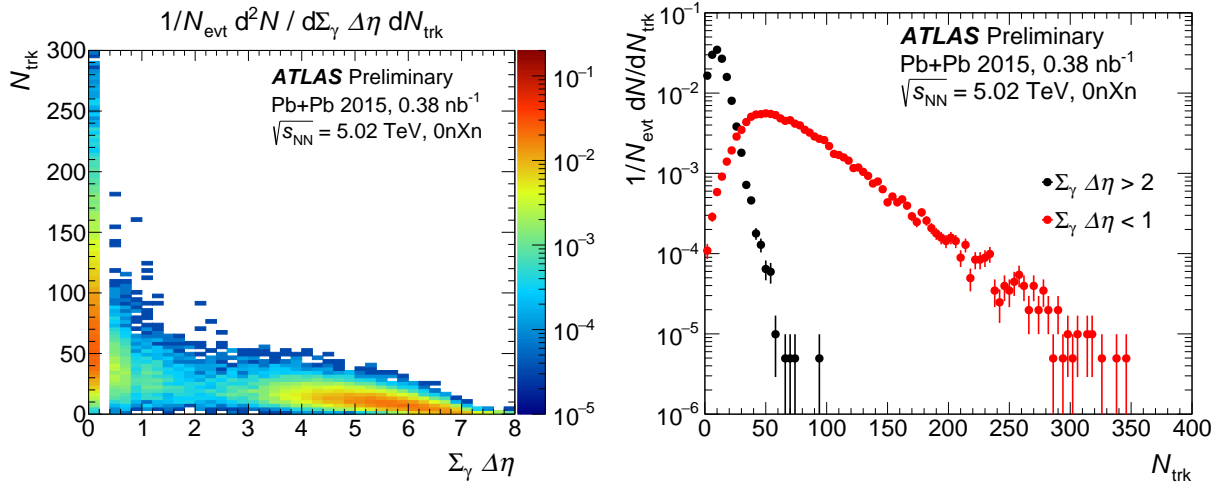 1/N_evt d²N / dΣ_γ Δη dN_trk
N_trk
300
250
200
150
100
50
0
ATLAS Preliminary
Pb+Pb 2015, 0.38 nb⁻¹
√s_NN = 5.02 TeV, 0nXn
10⁻¹
10⁻²
10⁻³
10⁻⁴
10⁻⁵
0 1 2 3 4 5 6 7 8
Σ_γ Δη
1/N_evt dN/dN_trk
10⁻¹
10⁻²
10⁻³
10⁻⁴
10⁻⁵
10⁻⁶
ATLAS Preliminary
Pb+Pb 2015, 0.38 nb⁻¹
√s_NN = 5.02 TeV, 0nXn
Σ_γ Δη > 2
Σ_γ Δη < 1
0 50 100 150 200 250 300 350 400
N_trk